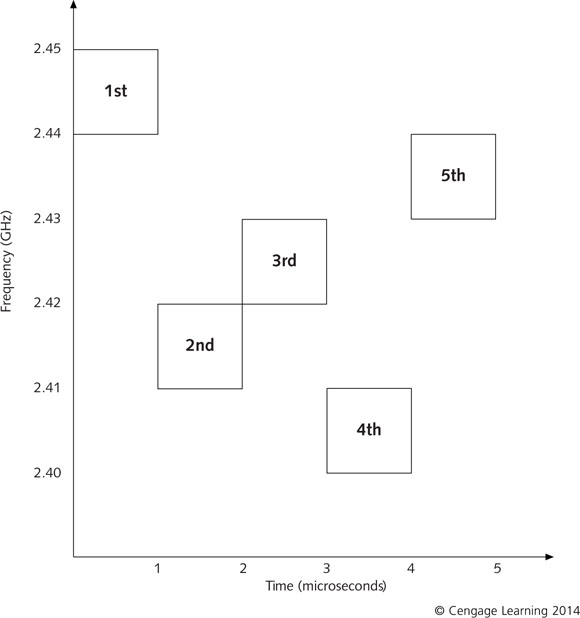 2.45
1st
2.44
5th
2.43
3rd
2.42
2nd
2.41
4th
2.40
Frequency (GHz)
1 2 3 4 5
Time (microseconds)
© Cengage Learning 2014